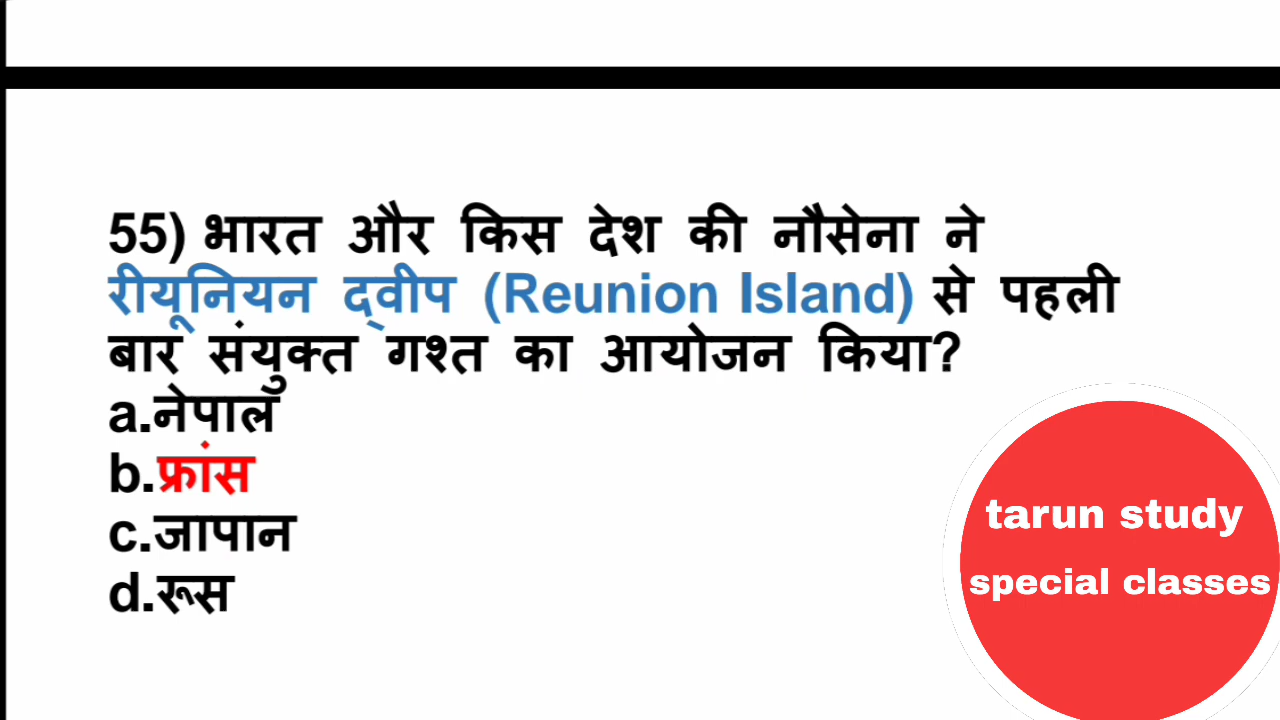 55) भारत और किस देश की नौसेना ने
रीयूनियन द्वीप (Reunion Island) से पहली
बार संयुक्त गश्त का आयोजन किया?
a.नेपाल
b.फ्रांस
c.जापान
d.रूस
tarun study
special classes